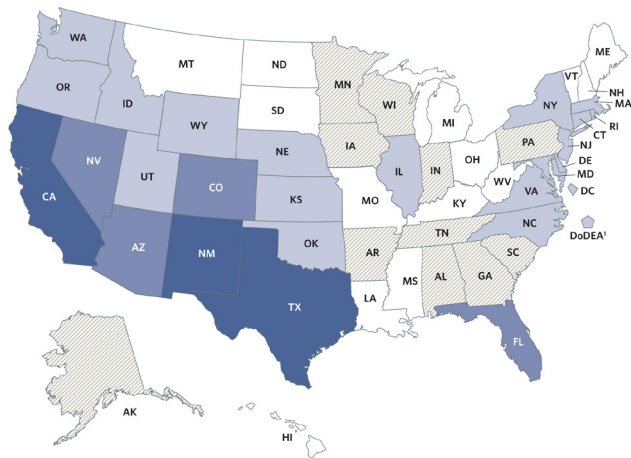 WA
MT
ND
MN
ME
VT
NH
MA
OR
ID
SD
WI
NY
MI
RI
CT
WY
IA
PA
NJ
NE
OH
DE
NV
UT
CO
IL
IN
MD
WV
VA
DC
CA
KS
MO
KY
NC
DoDEA¹
AZ
NM
OK
AR
TN
SC
TX
LA
MS
AL
GA
FL
AK
HI